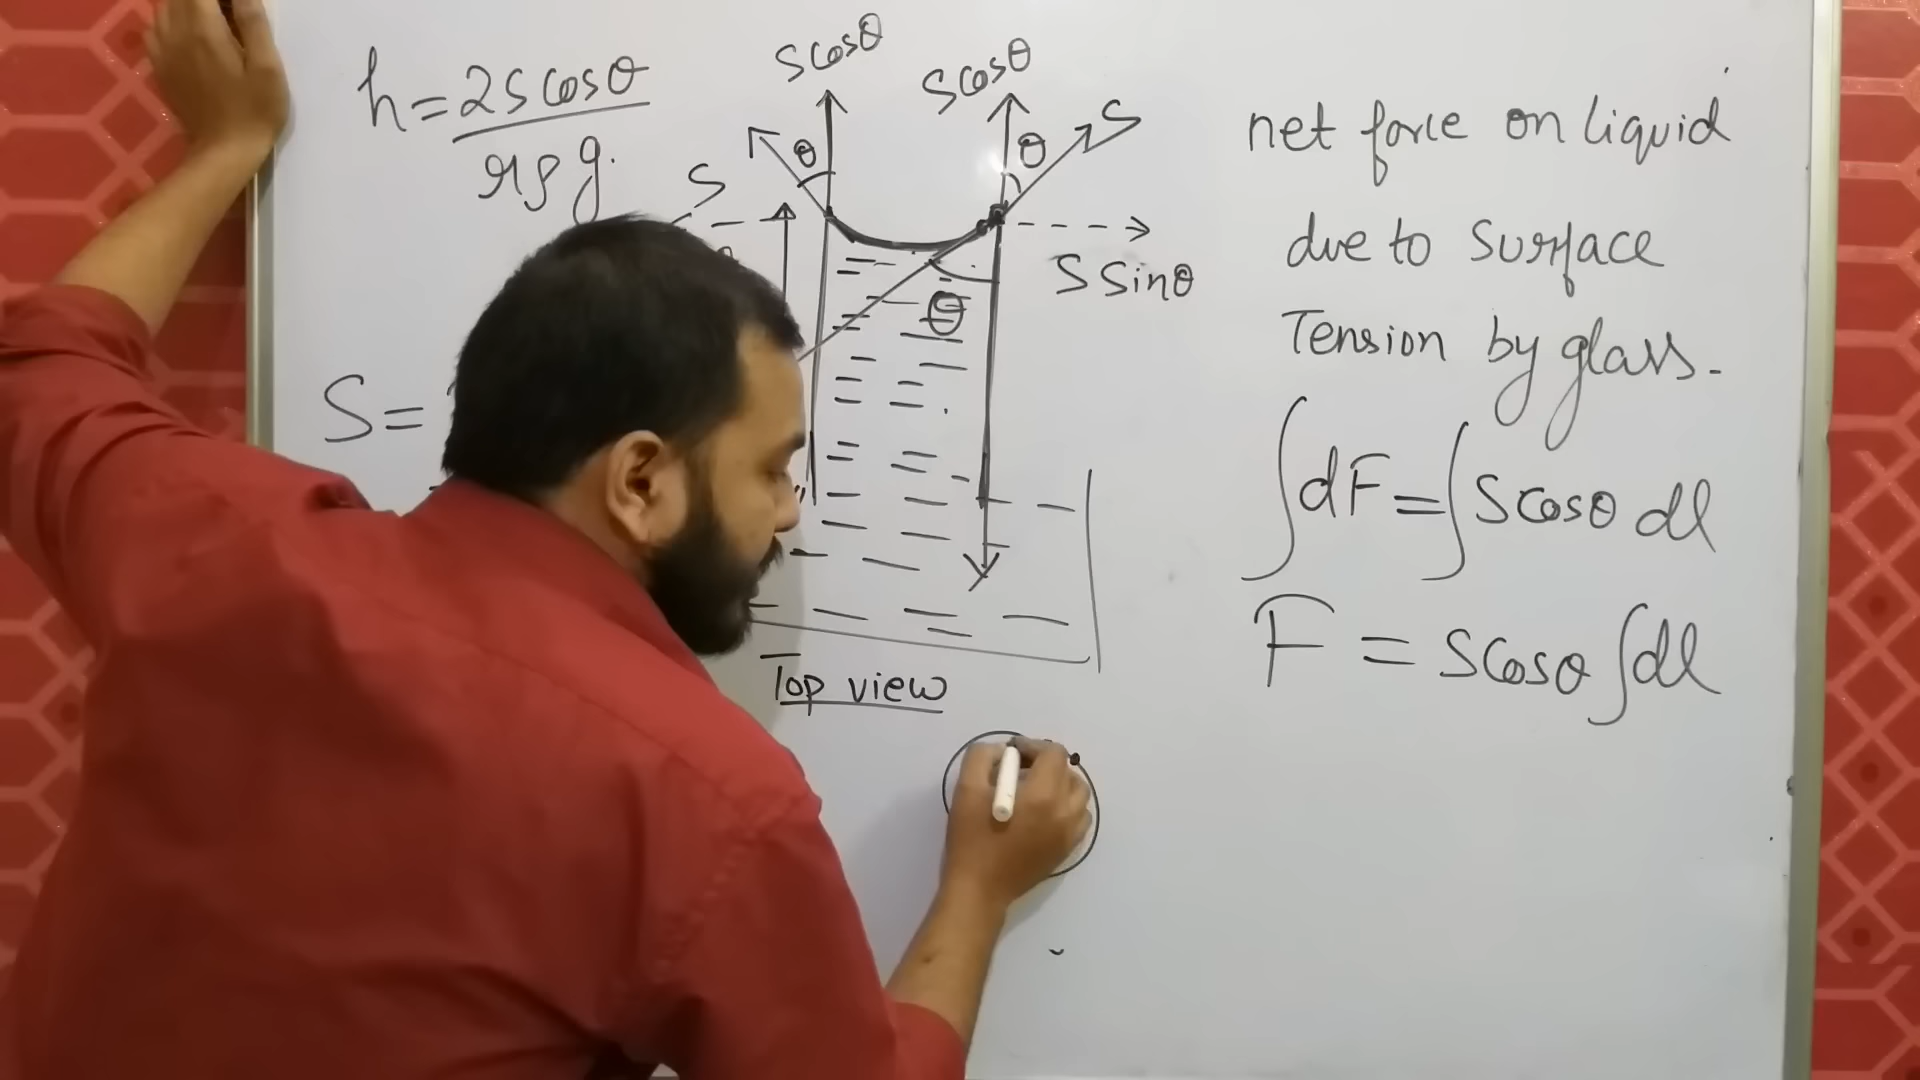 h = 2S cosθ / rρg.
S cosθ
S cosθ
θ
θ
S
S
S sinθ
θ
S =
Top view
net force on liquid
due to surface
Tension by glass.
∫dF = ∫S cosθ dl
F = S cosθ ∫dl